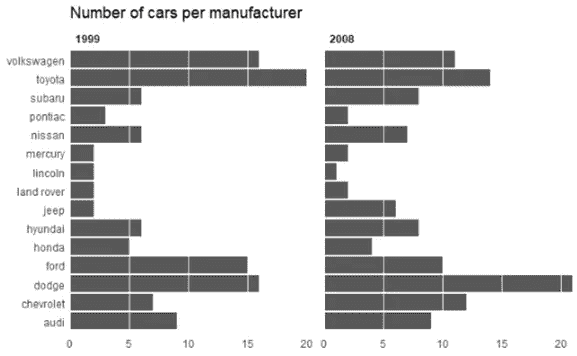 Number of cars per manufacturer
1999
2008
volkswagen
toyota
subaru
pontiac
nissan
mercury
lincoln
land rover
jeep
hyundai
honda
ford
dodge
chevrolet
audi
0 5 10 15 20 0 5 10 15 20